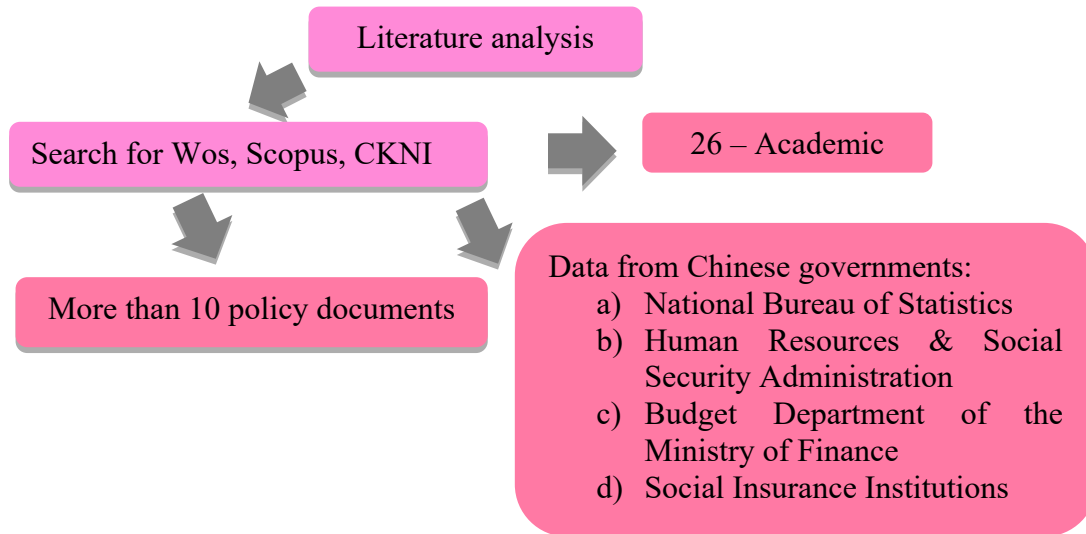 Literature analysis
Search for Wos, Scopus, CKNI
26 – Academic
More than 10 policy documents
Data from Chinese governments:
a) National Bureau of Statistics
b) Human Resources & Social
Security Administration
c) Budget Department of the
Ministry of Finance
d) Social Insurance Institutions